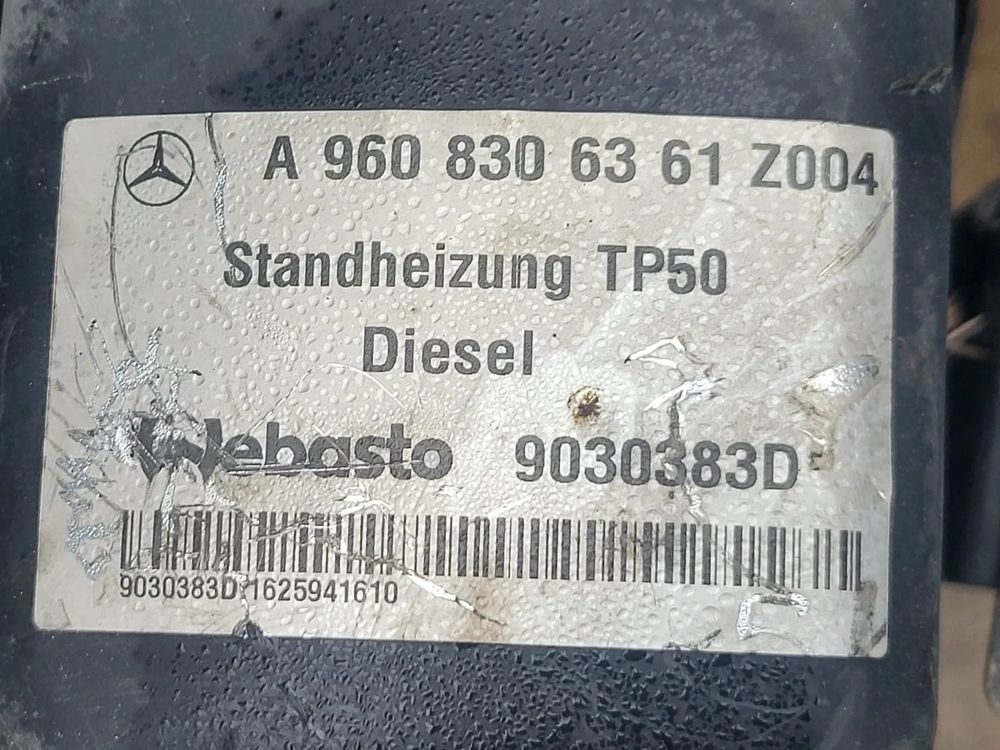 A 960 830 63 61 Z004
Standheizung TP50
Diesel
Webasto 9030383D
9030383D 1625941610